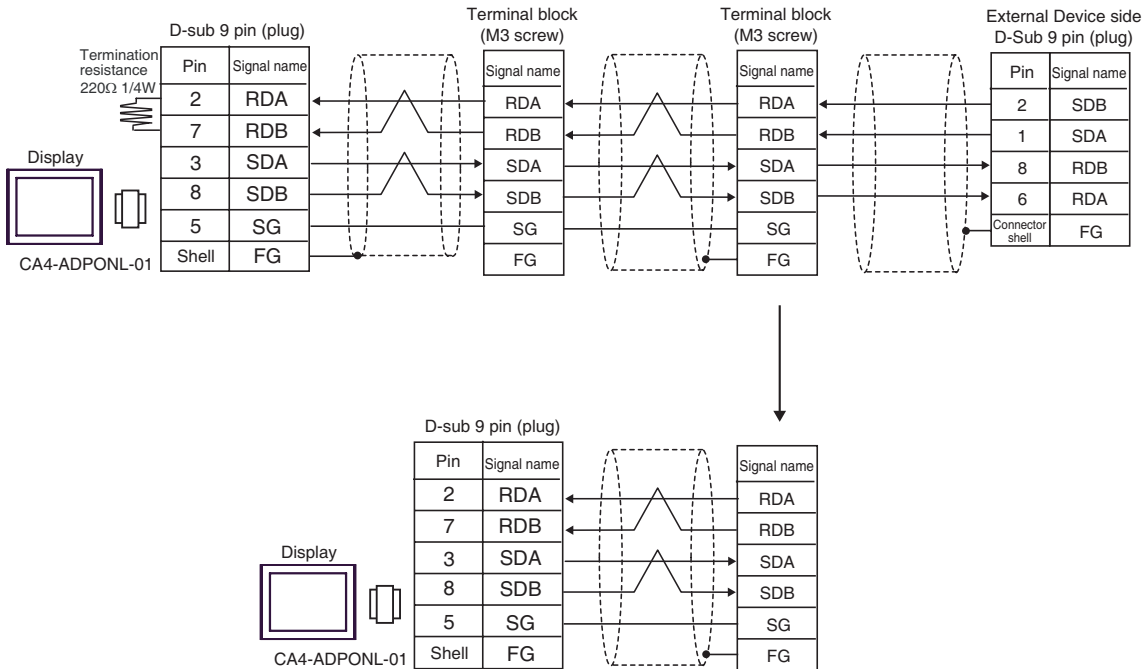 D-sub 9 pin (plug)
Termination
resistance
220Ω 1/4W
Pin Signal name
2 RDA
7 RDB
3 SDA
8 SDB
5 SG
Shell FG
Display
CA4-ADPONL-01
Terminal block
(M3 screw)
Signal name
RDA
RDB
SDA
SDB
SG
FG
Terminal block
(M3 screw)
Signal name
RDA
RDB
SDA
SDB
SG
FG
External Device side
D-Sub 9 pin (plug)
Pin Signal name
2 SDB
1 SDA
8 RDB
6 RDA
Connector
shell
FG
D-sub 9 pin (plug)
Pin Signal name
2 RDA
7 RDB
3 SDA
8 SDB
5 SG
Shell FG
Display
CA4-ADPONL-01
Signal name
RDA
RDB
SDA
SDB
SG
FG